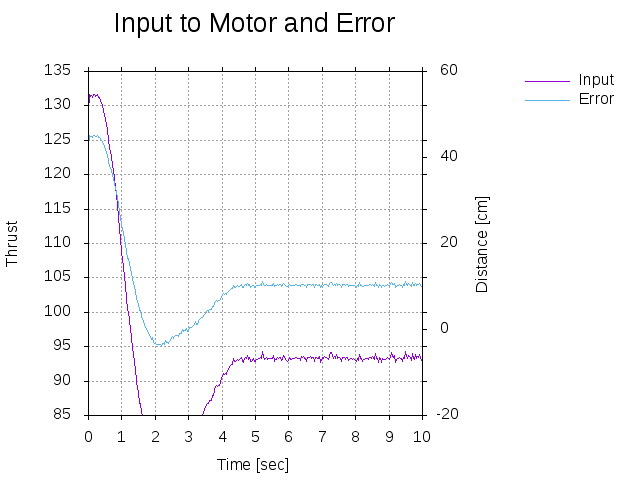 Input to Motor and Error
135
130
125
120
115
110
105
100
95
90
85
Thrust
60
40
20
0
-20
Distance [cm]
0 1 2 3 4 5 6 7 8 9 10
Time [sec]
Input
Error